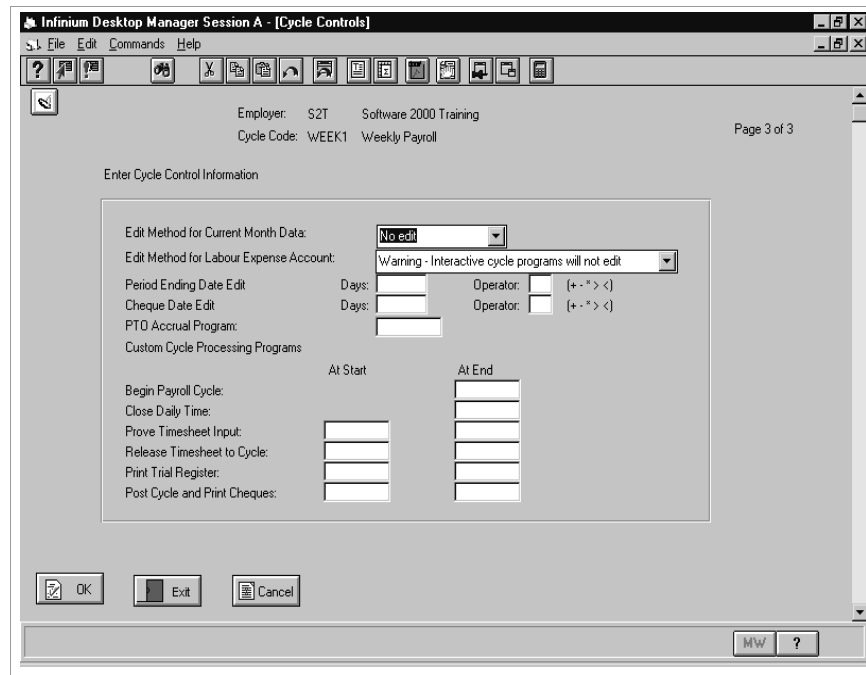 Infinium Desktop Manager Session A - [Cycle Controls]
File Edit Commands Help
Employer: S2T Software 2000 Training
Cycle Code: WEEK1 Weekly Payroll
Page 3 of 3
Enter Cycle Control Information
Edit Method for Current Month Data: No edit
Edit Method for Labour Expense Account: Warning - Interactive cycle programs will not edit
Period Ending Date Edit Days: Operator: (+ - * > <)
Cheque Date Edit Days: Operator: (+ - * > <)
PTO Accrual Program:
Custom Cycle Processing Programs
At Start At End
Begin Payroll Cycle:
Close Daily Time:
Prove Timesheet Input:
Release Timesheet to Cycle:
Print Trial Register:
Post Cycle and Print Cheques:
OK Exit Cancel
MW ?